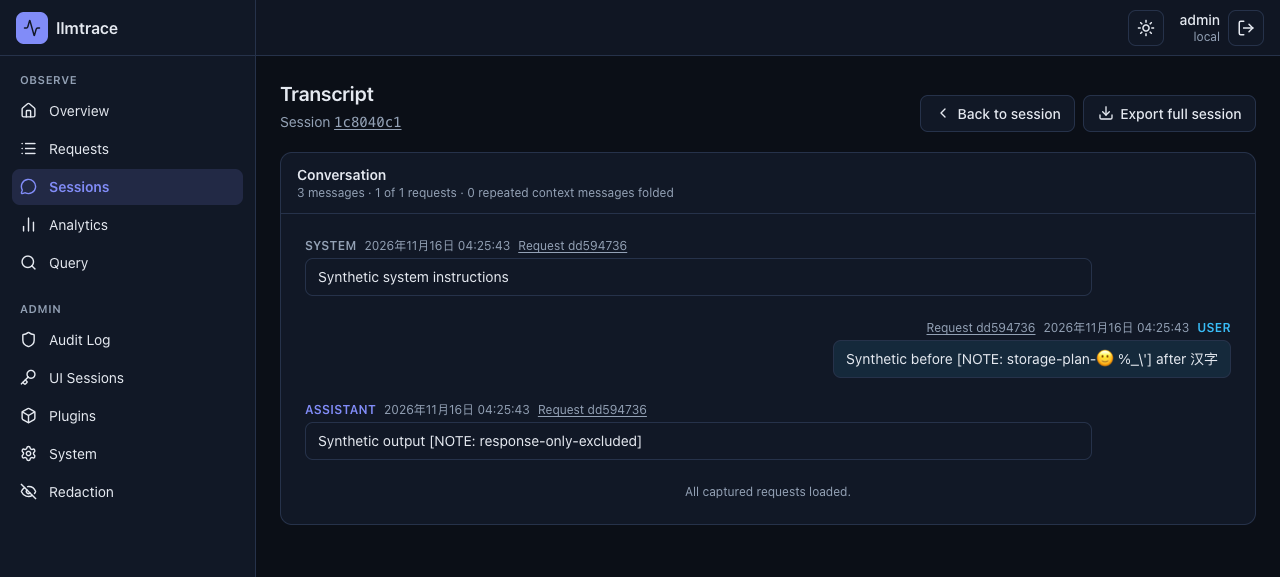 llmtrace
admin
local
OBSERVE
Overview
Requests
Sessions
Analytics
Query
ADMIN
Audit Log
UI Sessions
Plugins
System
Redaction
Transcript
Session 1c8040c1
Back to session
Export full session
Conversation
3 messages · 1 of 1 requests · 0 repeated context messages folded
SYSTEM 2026年11月16日 04:25:43 Request dd594736
Synthetic system instructions
Request dd594736 2026年11月16日 04:25:43 USER
Synthetic before [NOTE: storage-plan-🙂 %_\'] after 汉字
ASSISTANT 2026年11月16日 04:25:43 Request dd594736
Synthetic output [NOTE: response-only-excluded]
All captured requests loaded.